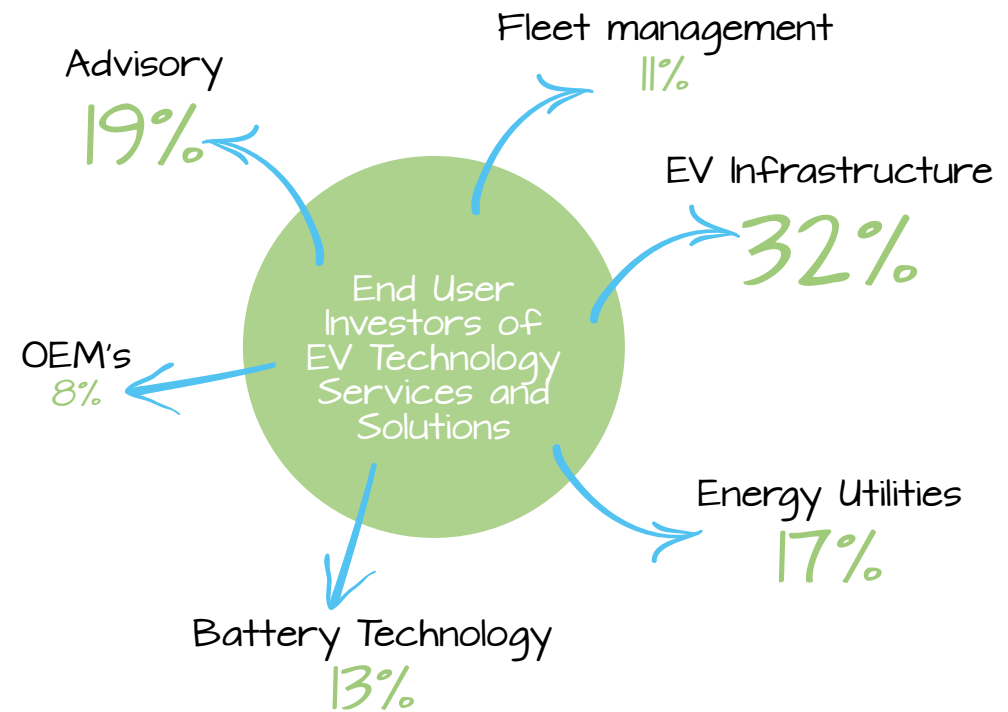 Fleet management
11%
Advisory
19%
EV Infrastructure
32%
End User
Investors of
EV Technology
Services and
Solutions
OEM's
8%
Energy Utilities
17%
Battery Technology
13%